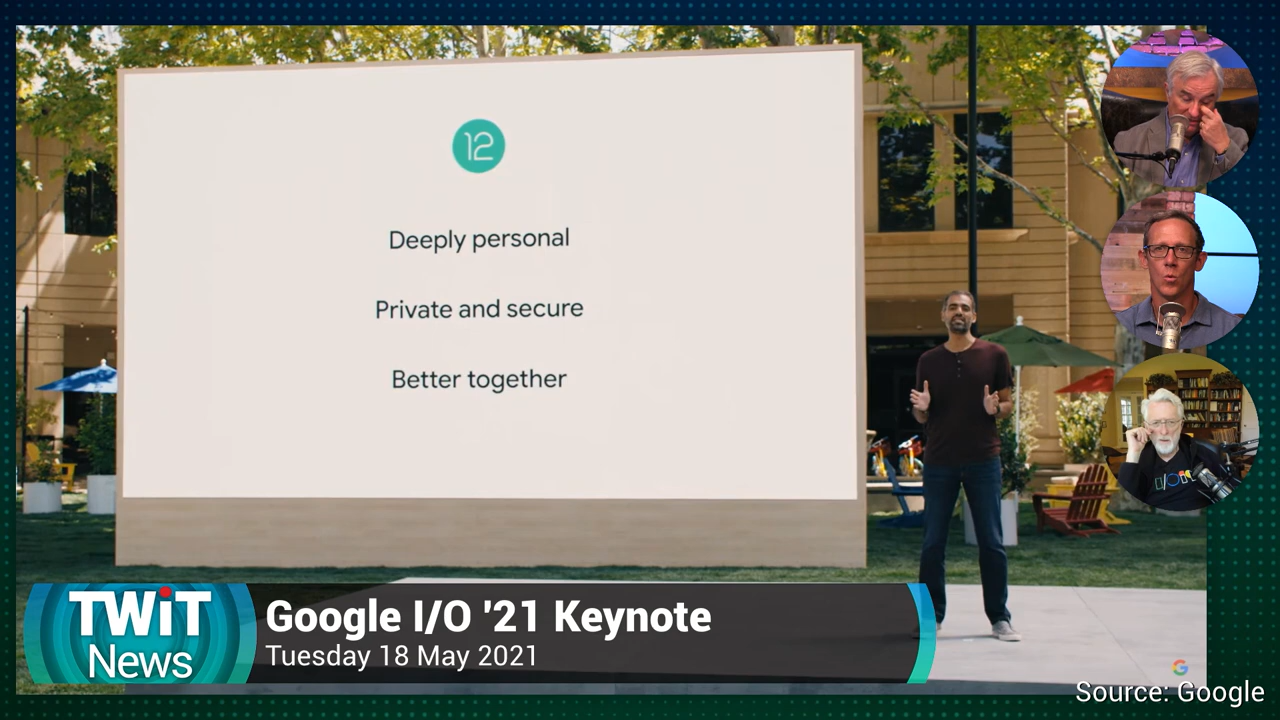 12
Deeply personal
Private and secure
Better together
I/O
TWiT
News
Google I/O '21 Keynote
Tuesday 18 May 2021
G
Source: Google